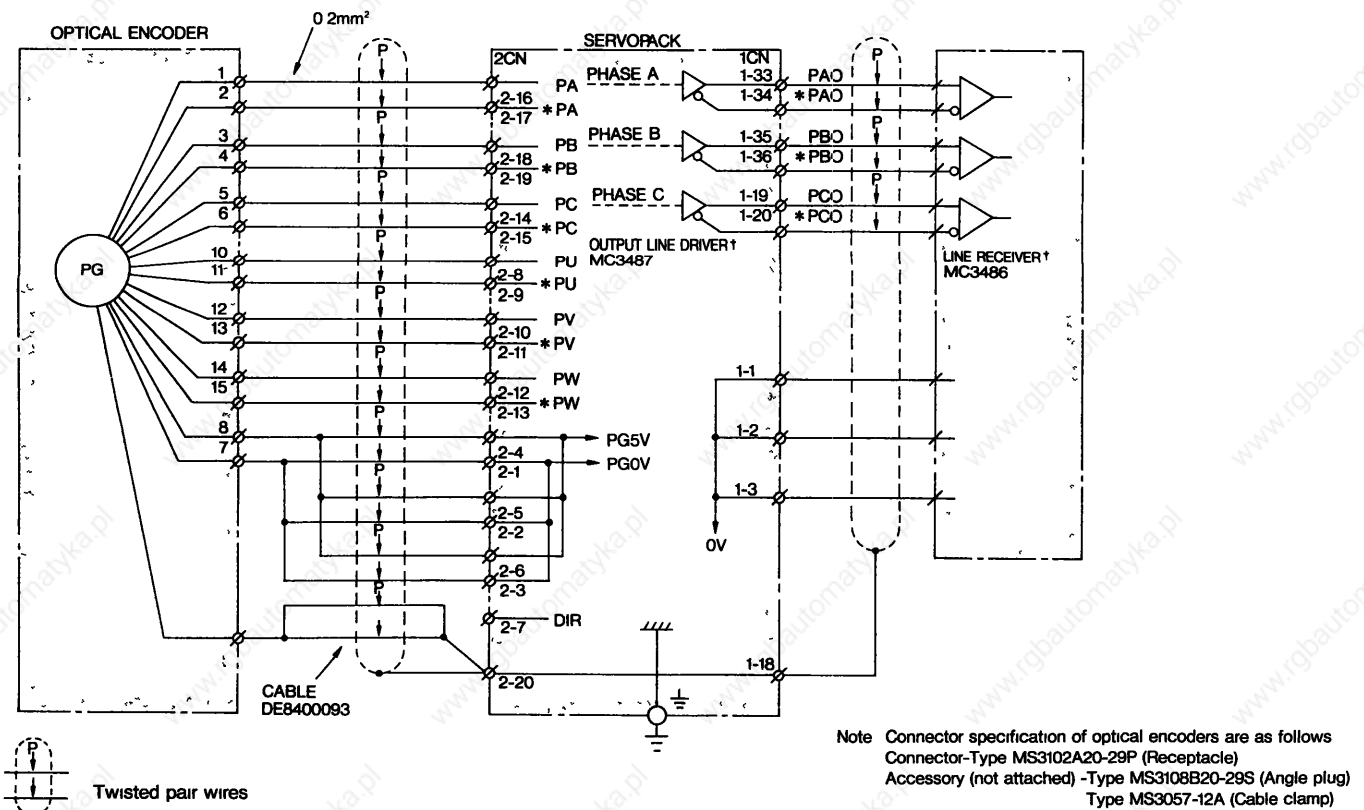 OPTICAL ENCODER
0 2mm²
P
SERVOPACK
2CN
1CN
P
1
2
PA
2-16
2-17
*PA
PHASE A
1-33
1-34
PAO
*PAO
P
P
3
4
PB
2-18
2-19
*PB
PHASE B
1-35
1-36
PBO
*PBO
P
P
5
6
PC
2-14
2-15
*PC
PHASE C
1-19
1-20
PCO
*PCO
P
OUTPUT LINE DRIVER†
MC3487
LINE RECEIVER†
MC3486
PG
10
11
PU
2-8
2-9
*PU
P
12
13
PV
2-10
2-11
*PV
P
14
15
PW
2-12
2-13
*PW
P
1-1
1-2
1-3
0V
8
7
PG5V
2-4
2-1
PG0V
P
2-5
2-2
P
2-6
2-3
P
2-7
DIR
2-20
1-18
CABLE
DE8400093
P
Twisted pair wires
Note Connector specification of optical encoders are as follows
Connector-Type MS3102A20-29P (Receptacle)
Accessory (not attached) -Type MS3108B20-29S (Angle plug)
Type MS3057-12A (Cable clamp)
www.rgbautomatyka.pl